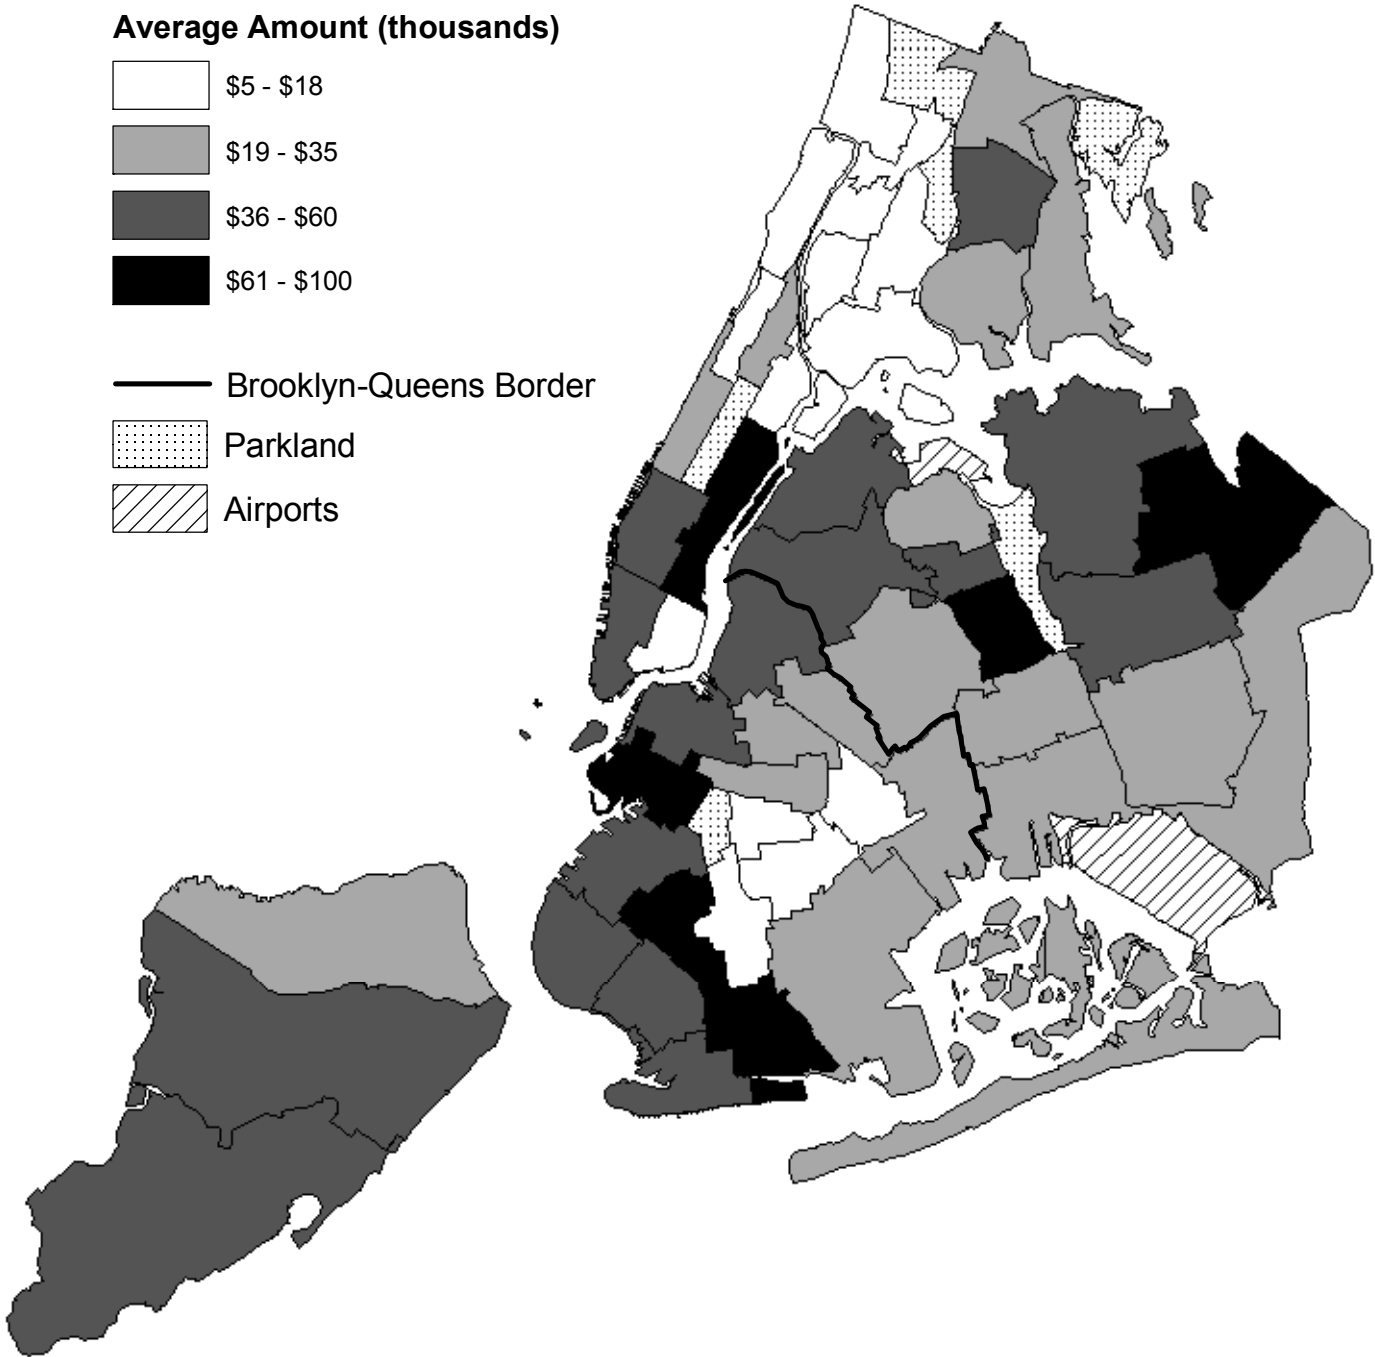 Average Amount (thousands)
$5 - $18
$19 - $35
$36 - $60
$61 - $100
Brooklyn-Queens Border
Parkland
Airports